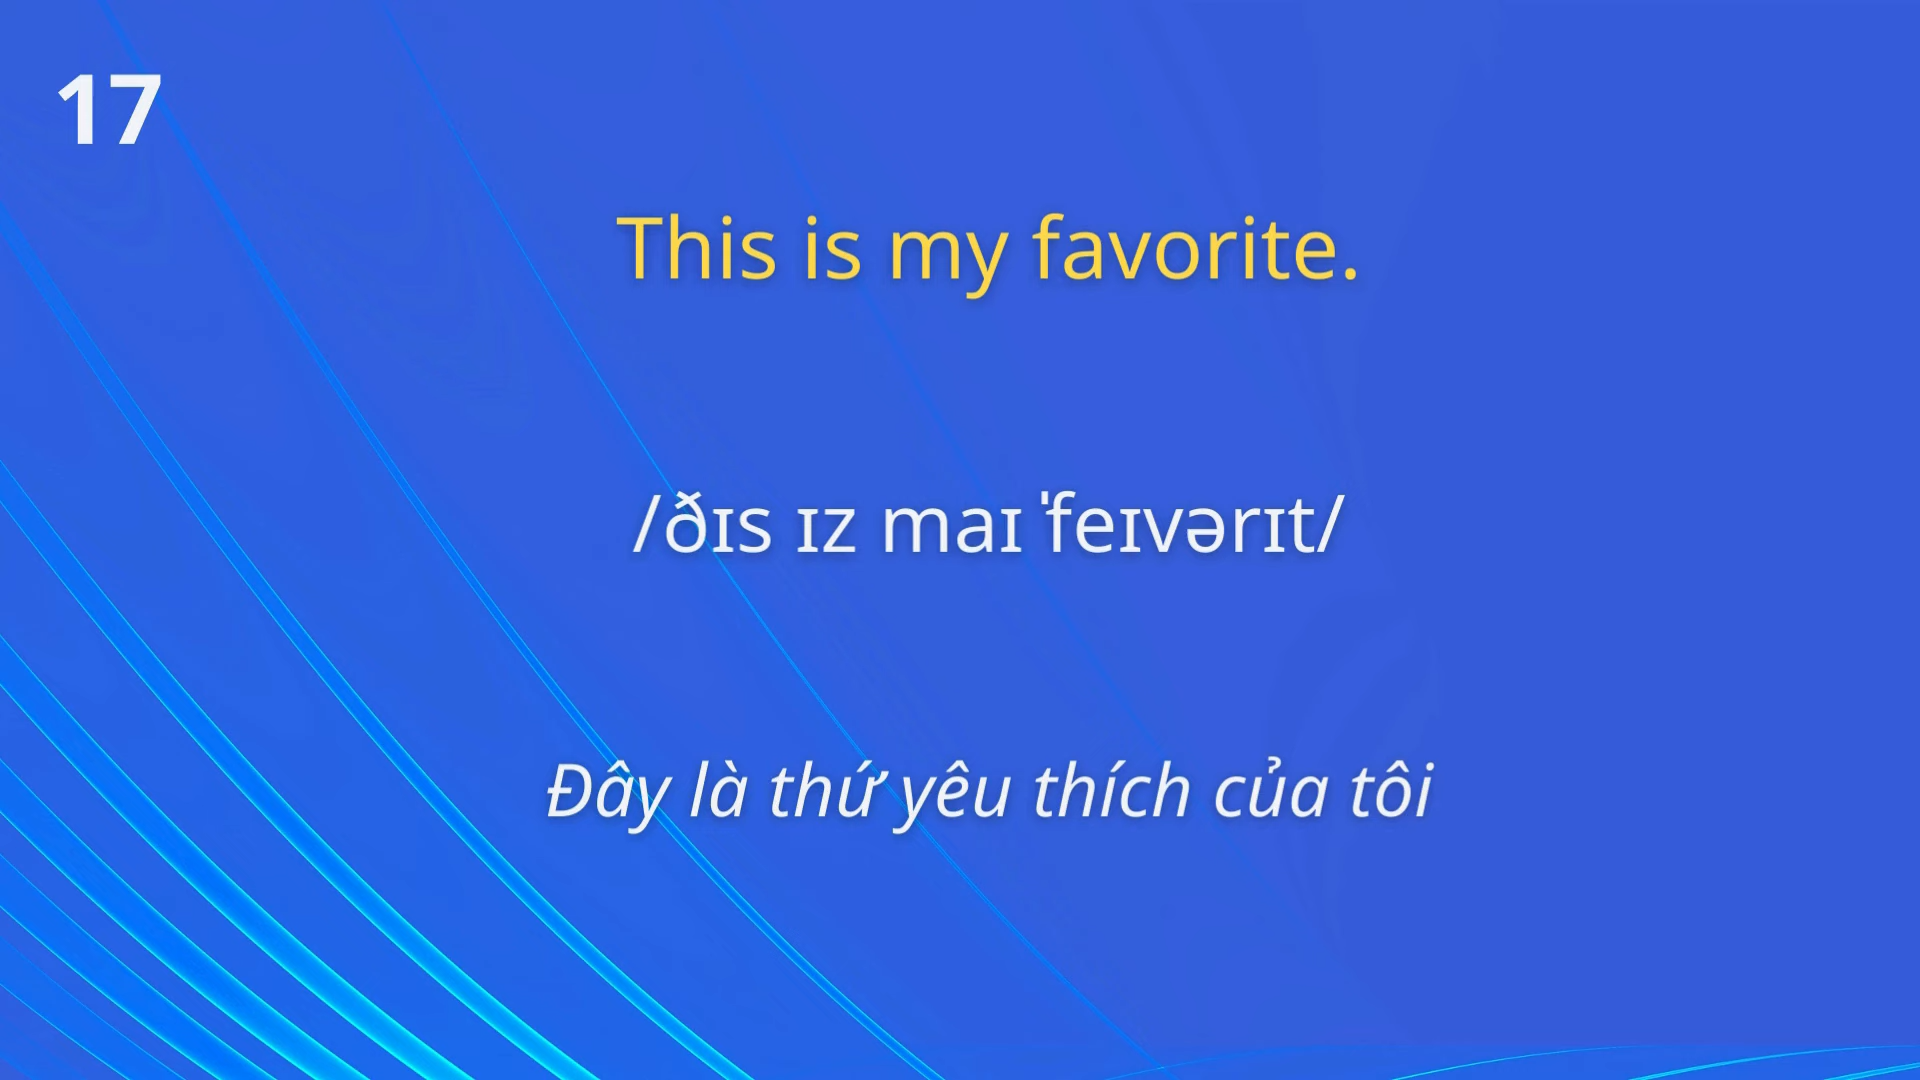 17
This is my favorite.
/ðɪs ɪz maɪ ˈfeɪvərɪt/
Đây là thứ yêu thích của tôi